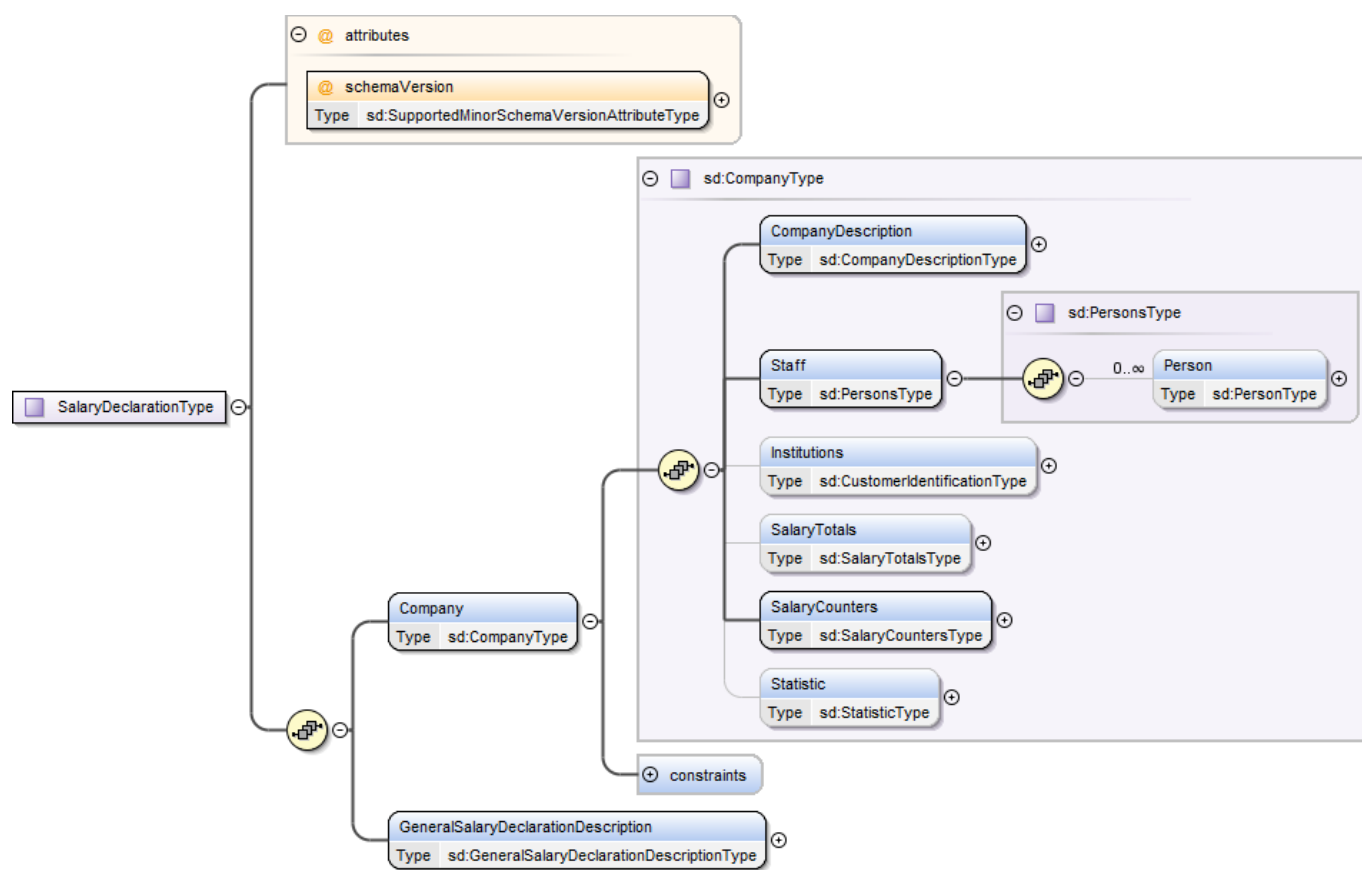 @ attributes
@ schemaVersion
Type sd:SupportedMinorSchemaVersionAttributeType
sd:CompanyType
CompanyDescription
Type sd:CompanyDescriptionType
sd:PersonsType
Staff
Type sd:PersonsType
0..∞
Person
Type sd:PersonType
SalaryDeclarationType
Institutions
Type sd:CustomerIdentificationType
SalaryTotals
Type sd:SalaryTotalsType
Company
Type sd:CompanyType
SalaryCounters
Type sd:SalaryCountersType
Statistic
Type sd:StatisticType
constraints
GeneralSalaryDeclarationDescription
Type sd:GeneralSalaryDeclarationDescriptionType